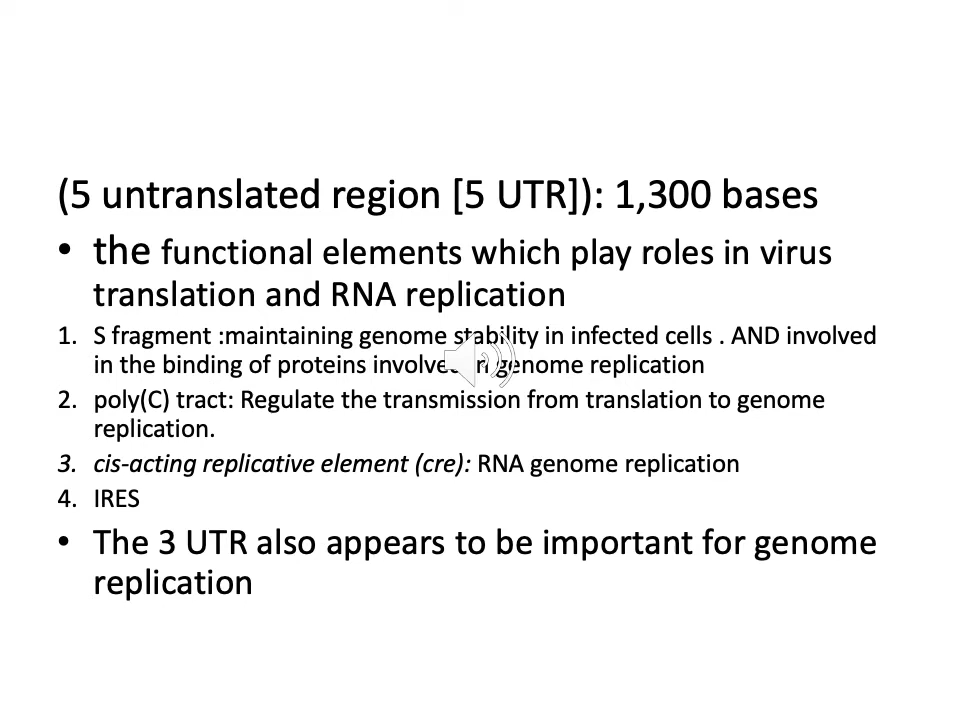 (5 untranslated region [5 UTR]): 1,300 bases
• the functional elements which play roles in virus
translation and RNA replication
1. S fragment :maintaining genome stability in infected cells . AND involved
in the binding of proteins involved in genome replication
2. poly(C) tract: Regulate the transmission from translation to genome
replication.
3. cis-acting replicative element (cre): RNA genome replication
4. IRES
• The 3 UTR also appears to be important for genome
replication